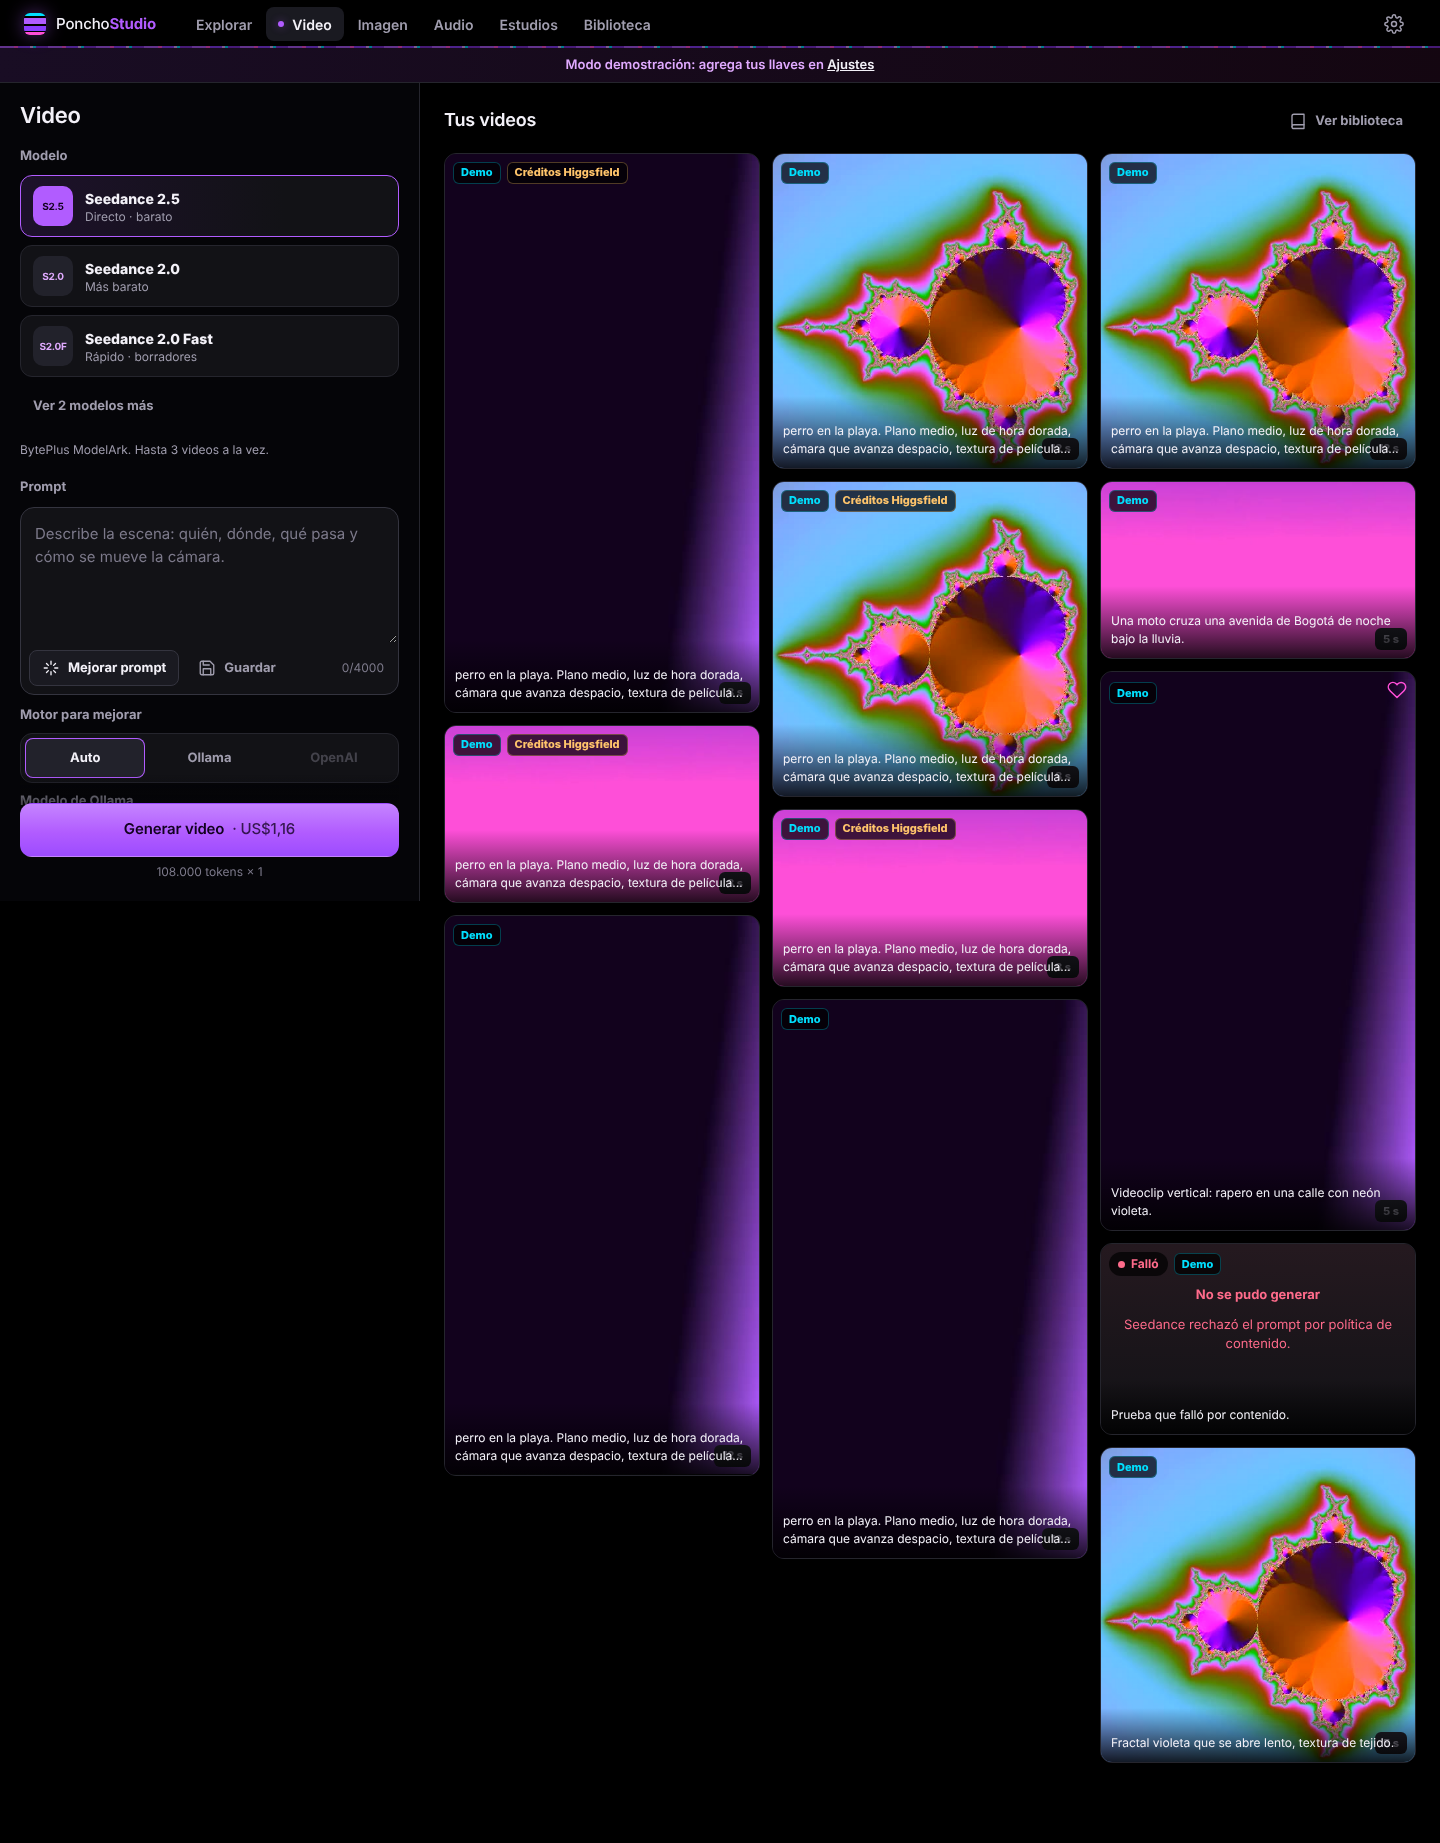 PonchoStudio
Explorar
Video
Imagen
Audio
Estudios
Biblioteca
Modo demostración: agrega tus llaves en Ajustes
Video
Modelo
S2.5
Seedance 2.5
Directo · barato
S2.0
Seedance 2.0
Más barato
S2.0F
Seedance 2.0 Fast
Rápido · borradores
Ver 2 modelos más
BytePlus ModelArk. Hasta 3 videos a la vez.
Prompt
Describe la escena: quién, dónde, qué pasa y
cómo se mueve la cámara.
Mejorar prompt
Guardar
0/4000
Motor para mejorar
Auto
Ollama
OpenAI
Modelo de Ollama
Generar video · US$1,16
108.000 tokens × 1
Tus videos
Ver biblioteca
Demo
Créditos Higgsfield
perro en la playa. Plano medio, luz de hora dorada,
cámara que avanza despacio, textura de película...
Demo
Créditos Higgsfield
perro en la playa. Plano medio, luz de hora dorada,
cámara que avanza despacio, textura de película...
Demo
perro en la playa. Plano medio, luz de hora dorada,
cámara que avanza despacio, textura de película...
Demo
perro en la playa. Plano medio, luz de hora dorada,
cámara que avanza despacio, textura de película...
Demo
Créditos Higgsfield
perro en la playa. Plano medio, luz de hora dorada,
cámara que avanza despacio, textura de película...
Demo
Créditos Higgsfield
perro en la playa. Plano medio, luz de hora dorada,
cámara que avanza despacio, textura de película...
Demo
perro en la playa. Plano medio, luz de hora dorada,
cámara que avanza despacio, textura de película...
Demo
perro en la playa. Plano medio, luz de hora dorada,
cámara que avanza despacio, textura de película...
Demo
Una moto cruza una avenida de Bogotá de noche
bajo la lluvia.
5 s
Demo
Videoclip vertical: rapero en una calle con neón
violeta.
5 s
Falló
Demo
No se pudo generar
Seedance rechazó el prompt por política de
contenido.
Prueba que falló por contenido.
Demo
Fractal violeta que se abre lento, textura de tejido.